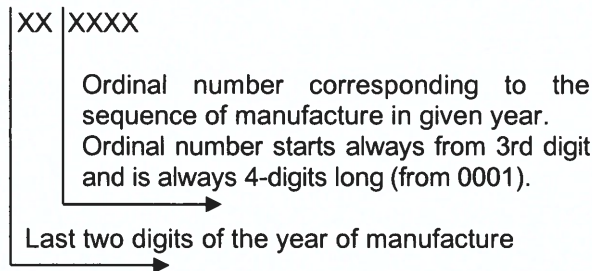 XX XXXX
Ordinal number corresponding to the
sequence of manufacture in given year.
Ordinal number starts always from 3rd digit
and is always 4-digits long (from 0001).
Last two digits of the year of manufacture